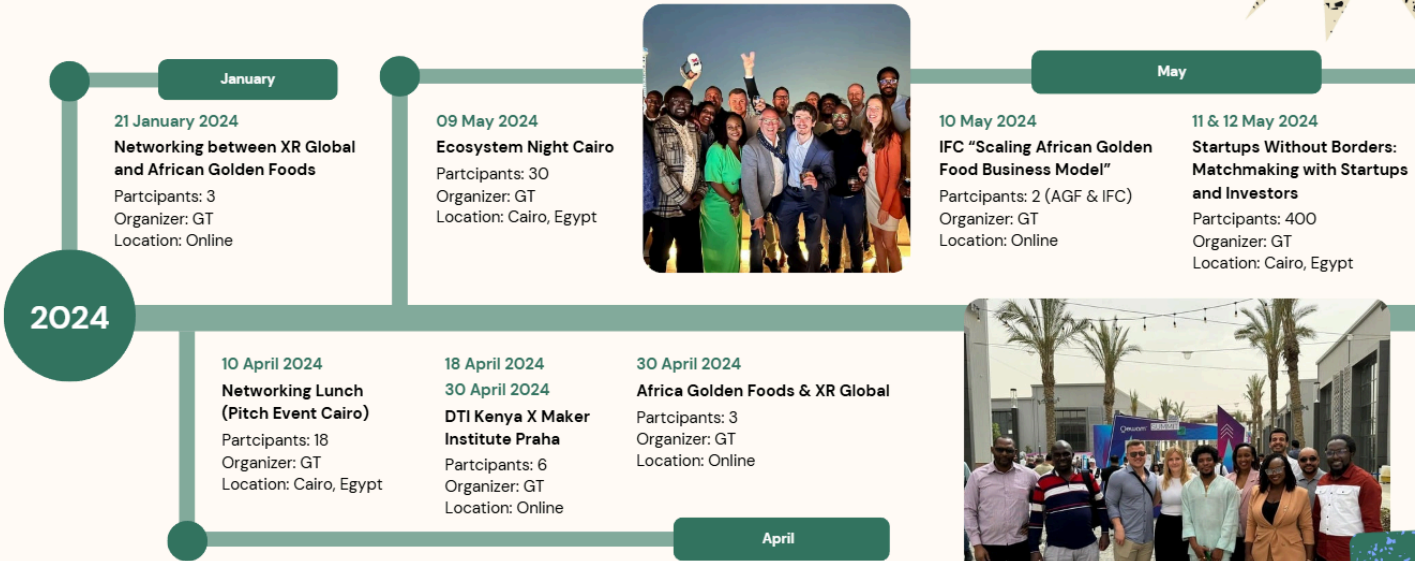 January
21 January 2024
Networking between XR Global
and African Golden Foods
Partcipants: 3
Organizer: GT
Location: Online
09 May 2024
Ecosystem Night Cairo
Partcipants: 30
Organizer: GT
Location: Cairo, Egypt
May
10 May 2024
IFC “Scaling African Golden
Food Business Model”
Partcipants: 2 (AGF & IFC)
Organizer: GT
Location: Online
11 & 12 May 2024
Startups Without Borders:
Matchmaking with Startups
and Investors
Partcipants: 400
Organizer: GT
Location: Cairo, Egypt
2024
10 April 2024
Networking Lunch
(Pitch Event Cairo)
Partcipants: 18
Organizer: GT
Location: Cairo, Egypt
18 April 2024
30 April 2024
DTI Kenya X Maker
Institute Praha
Partcipants: 6
Organizer: GT
Location: Online
30 April 2024
Africa Golden Foods & XR Global
Partcipants: 3
Organizer: GT
Location: Online
April
SUMMIT